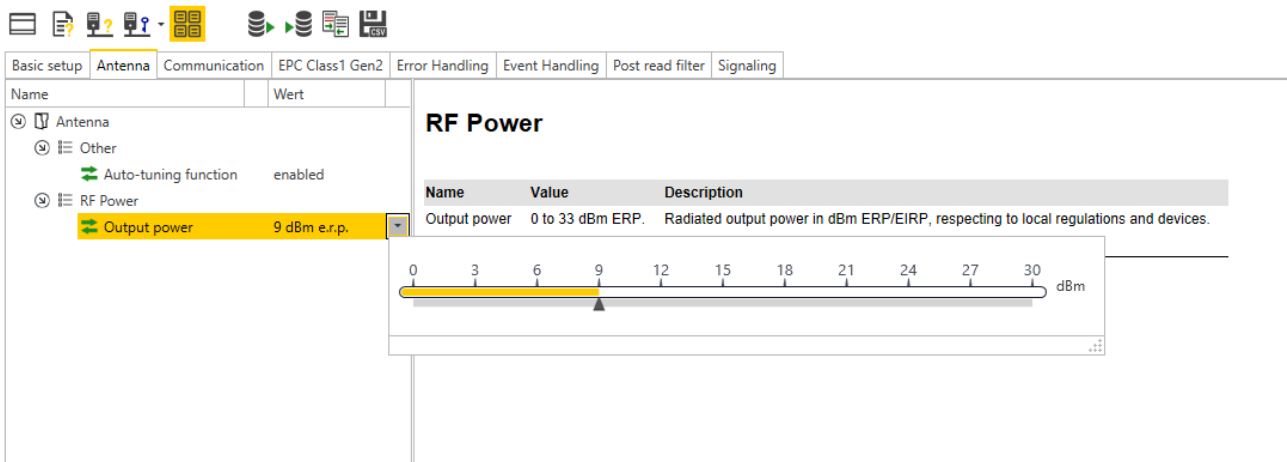 CSV
Basic setup Antenna Communication EPC Class1 Gen2 Error Handling Event Handling Post read filter Signaling
Name Wert
Antenna
Other
Auto-tuning function enabled
RF Power
Output power 9 dBm e.r.p.
RF Power
Name Value Description
Output power 0 to 33 dBm ERP. Radiated output power in dBm ERP/EIRP, respecting to local regulations and devices.
0 3 6 9 12 15 18 21 24 27 30
dBm